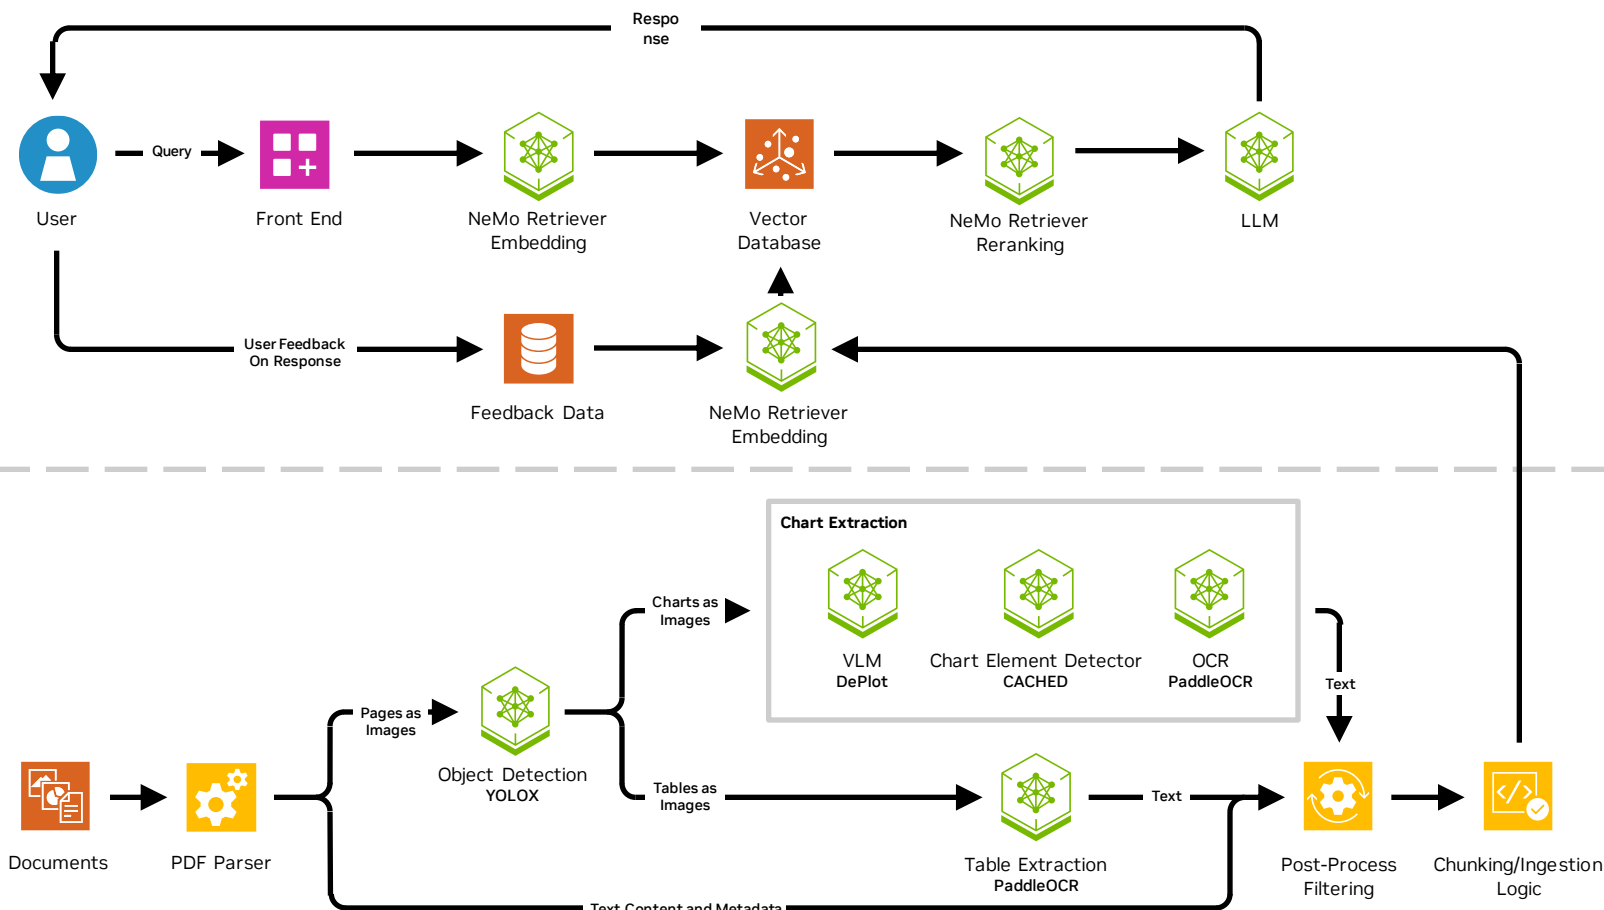 Respo
nse
Query
User
Front End
NeMo Retriever
Embedding
Vector
Database
NeMo Retriever
Reranking
LLM
User Feedback
On Response
Feedback Data
NeMo Retriever
Embedding
Chart Extraction
Charts as
Images
VLM
DePlot
Chart Element Detector
CACHED
OCR
PaddleOCR
Text
Pages as
Images
Object Detection
YOLOX
Tables as
Images
Text
Documents
PDF Parser
Table Extraction
PaddleOCR
Post-Process
Filtering
Chunking/Ingestion
Logic
Text Content and Metadata